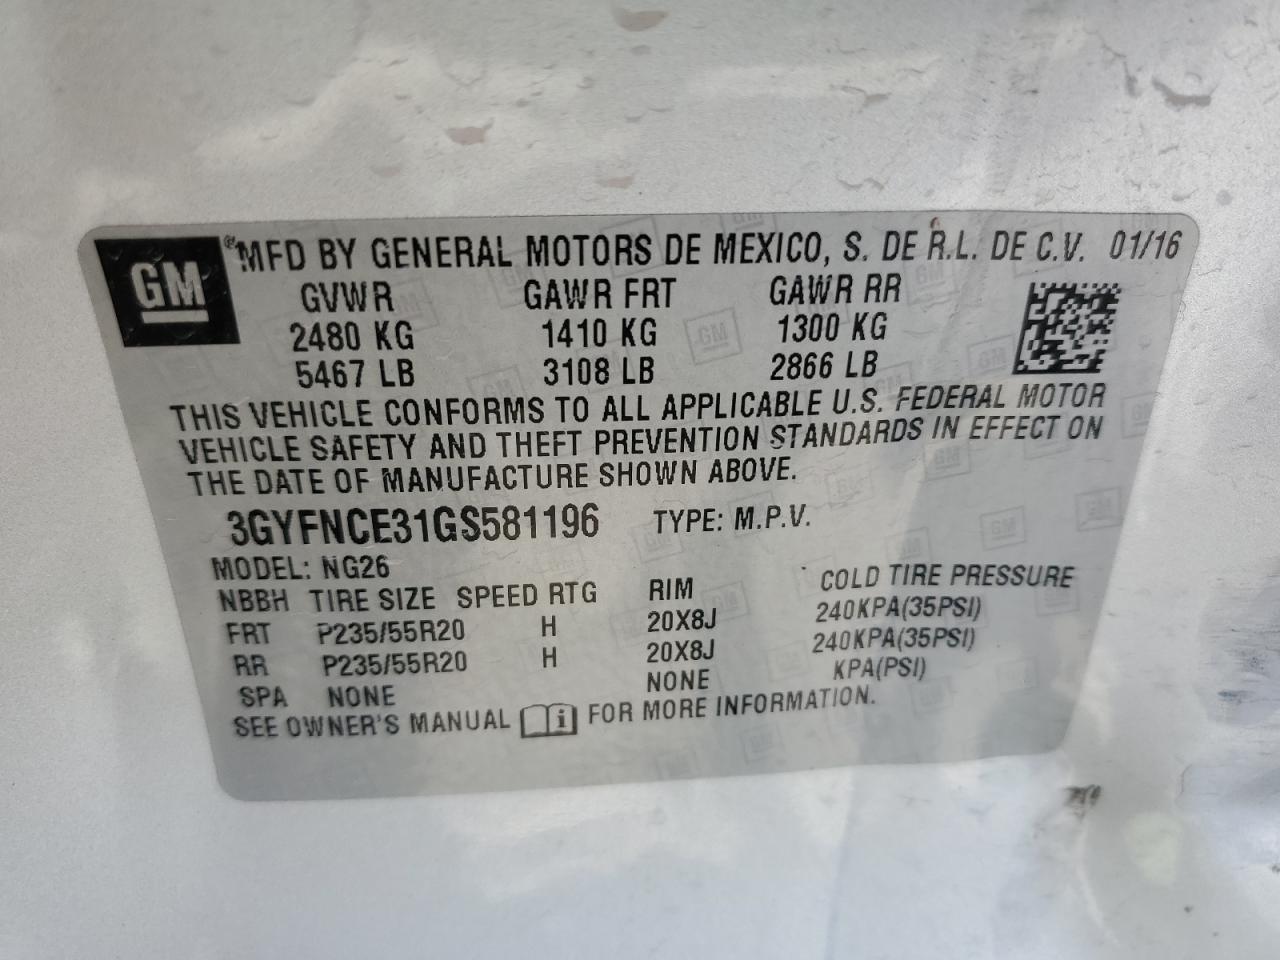 GM ®MFD BY GENERAL MOTORS DE MEXICO, S. DE R.L. DE C.V. 01/16
GVWR GAWR FRT GAWR RR
2480 KG 1410 KG 1300 KG
5467 LB 3108 LB 2866 LB
THIS VEHICLE CONFORMS TO ALL APPLICABLE U.S. FEDERAL MOTOR
VEHICLE SAFETY AND THEFT PREVENTION STANDARDS IN EFFECT ON
THE DATE OF MANUFACTURE SHOWN ABOVE.
3GYFNCE31GS581196 TYPE: M.P.V.
MODEL: NG26
NBBH TIRE SIZE SPEED RTG RIM COLD TIRE PRESSURE
FRT P235/55R20 H 20X8J 240KPA(35PSI)
RR P235/55R20 H 20X8J 240KPA(35PSI)
SPA NONE NONE KPA(PSI)
SEE OWNER'S MANUAL FOR MORE INFORMATION.